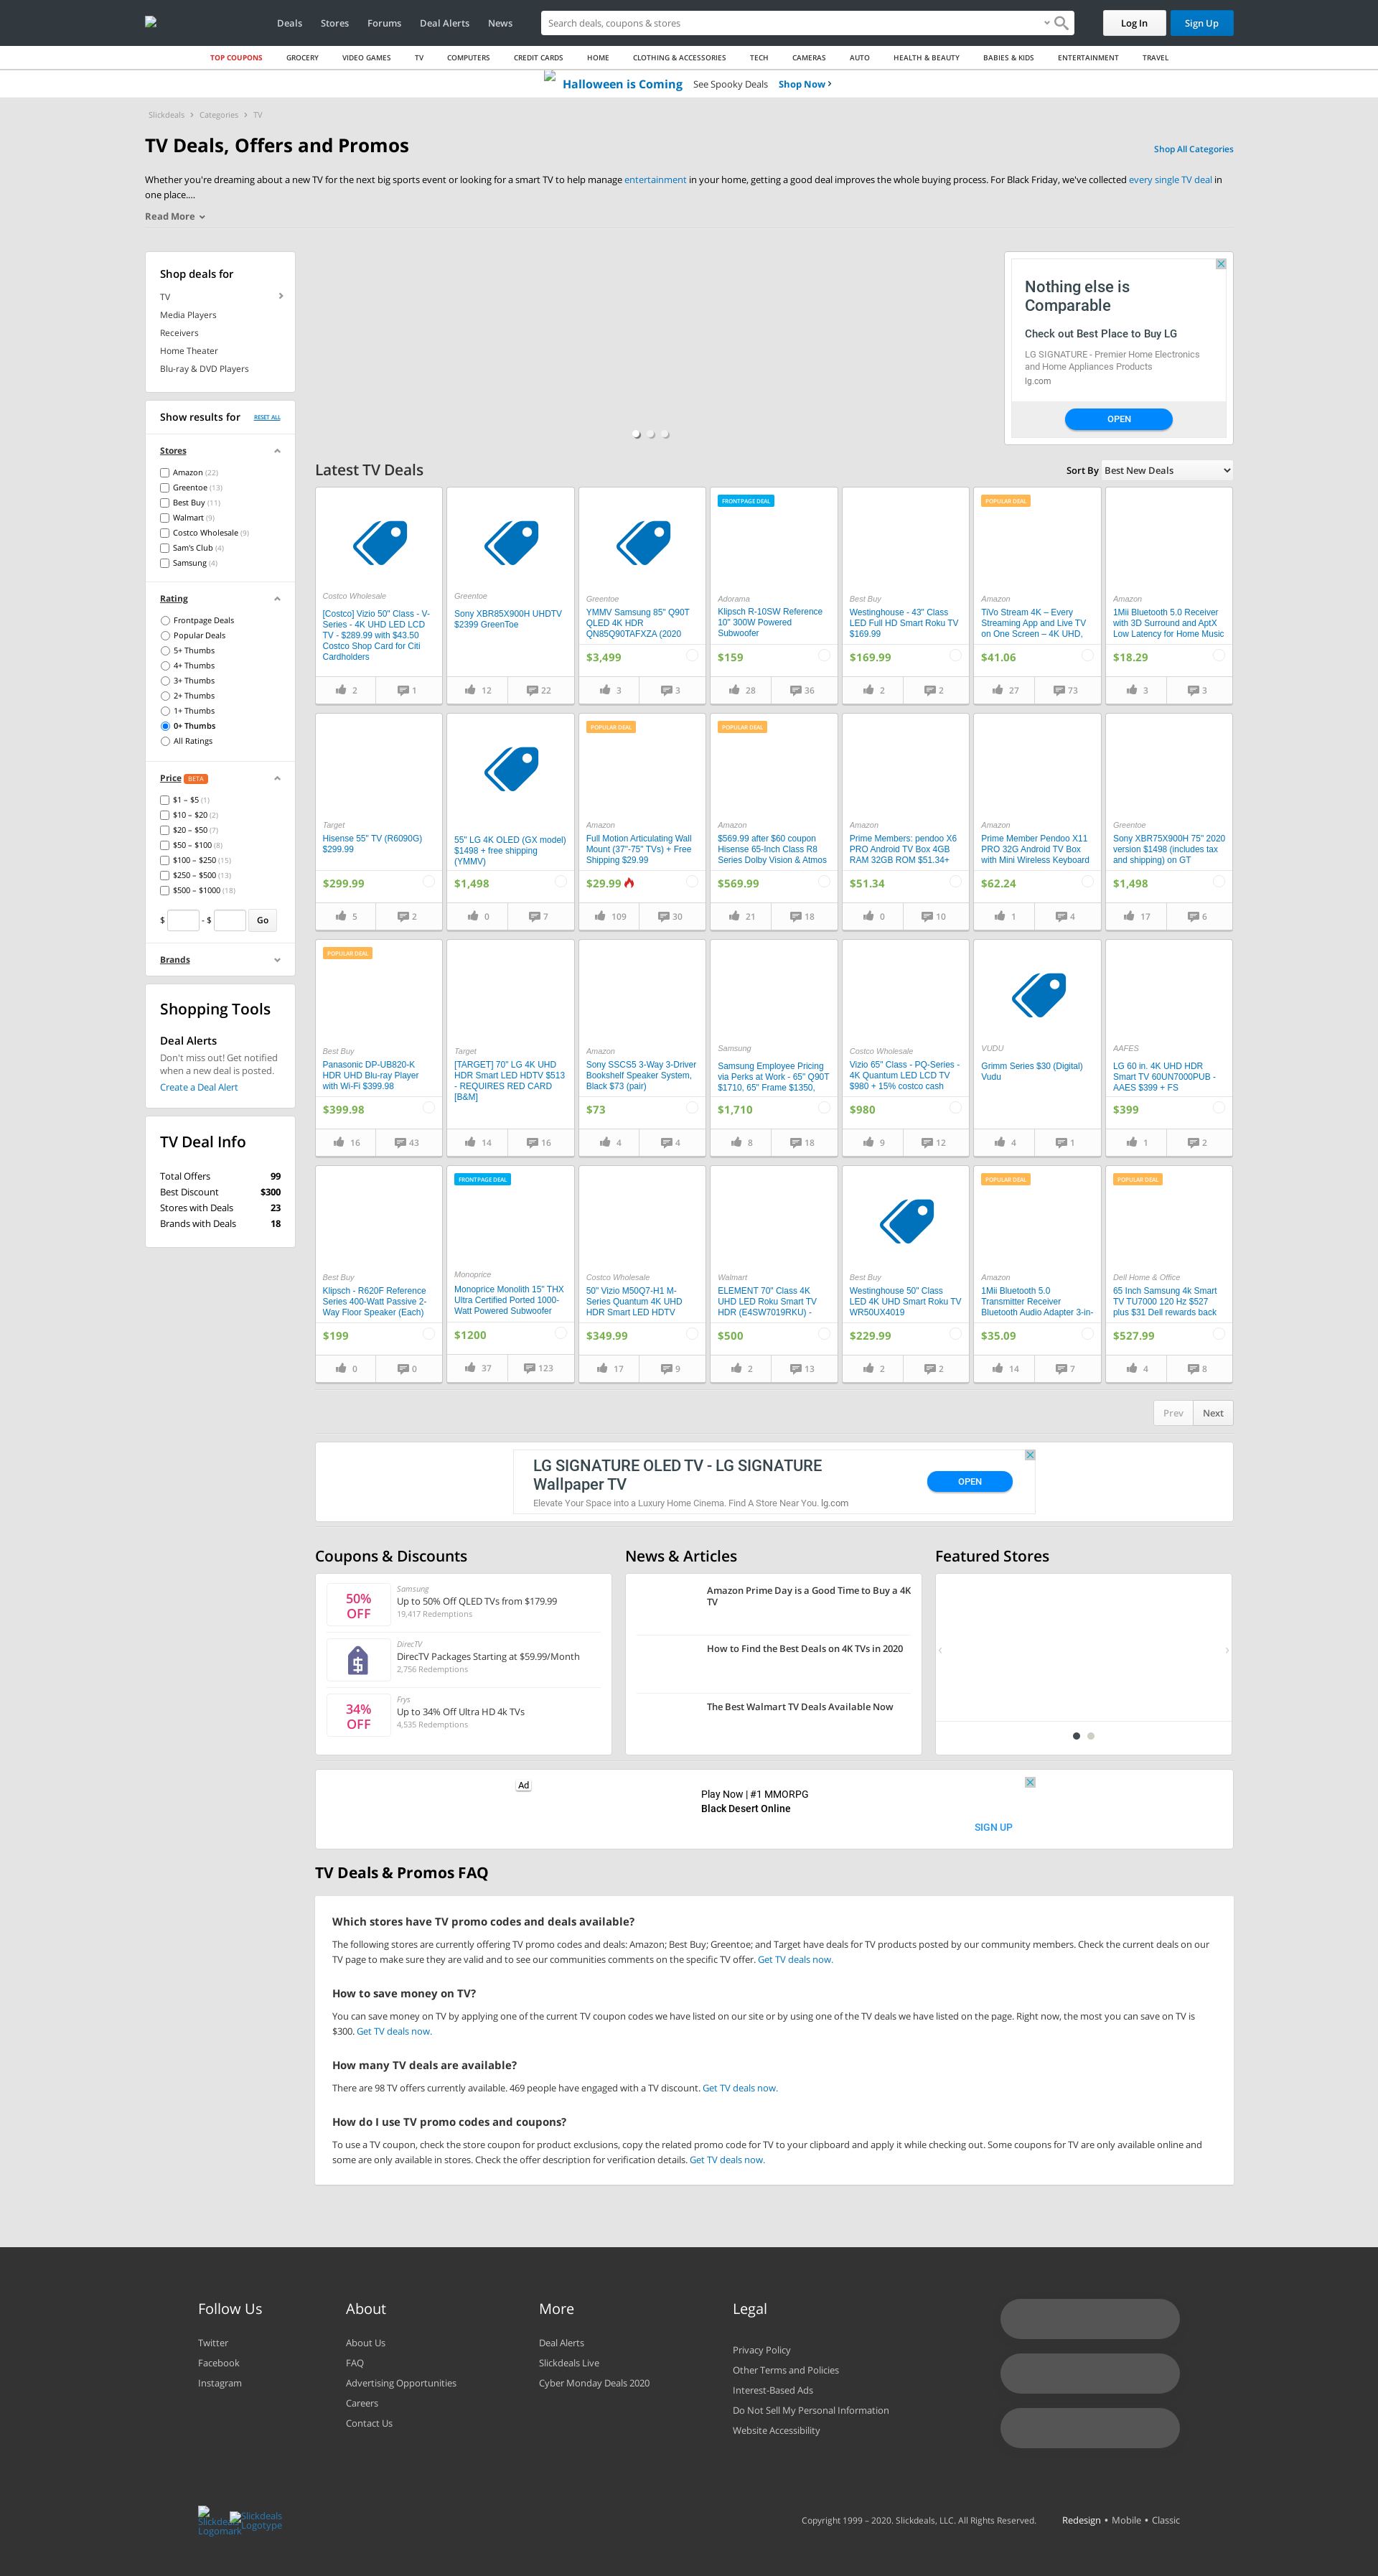 Deals
Stores
Forums
Deal Alerts
News
Search deals, coupons & stores
Log In
Sign Up
TOP COUPONS
GROCERY
VIDEO GAMES
TV
COMPUTERS
CREDIT CARDS
HOME
CLOTHING & ACCESSORIES
TECH
CAMERAS
AUTO
HEALTH & BEAUTY
BABIES & KIDS
ENTERTAINMENT
TRAVEL
Halloween is Coming
See Spooky Deals
Shop Now
Slickdeals
Categories
TV
TV Deals, Offers and Promos
Shop All Categories
Whether you're dreaming about a new TV for the next big sports event or looking for a smart TV to help manage entertainment in your home, getting a good deal improves the whole buying process. For Black Friday, we've collected every single TV deal in
one place....
Read More
Shop deals for
TV
Media Players
Receivers
Home Theater
Blu-ray & DVD Players
Show results for
RESET ALL
Stores
Amazon (22)
Greentoe (13)
Best Buy (11)
Walmart (9)
Costco Wholesale (9)
Sam's Club (4)
Samsung (4)
Rating
Frontpage Deals
Popular Deals
5+ Thumbs
4+ Thumbs
3+ Thumbs
2+ Thumbs
1+ Thumbs
0+ Thumbs
All Ratings
Price BETA
$1 – $5 (1)
$10 – $20 (2)
$20 – $50 (7)
$50 – $100 (8)
$100 – $250 (15)
$250 – $500 (13)
$500 – $1000 (18)
$ - $ Go
Brands
Shopping Tools
Deal Alerts
Don't miss out! Get notified
when a new deal is posted.
Create a Deal Alert
TV Deal Info
Total Offers 99
Best Discount $300
Stores with Deals 23
Brands with Deals 18
Nothing else is
Comparable
Check out Best Place to Buy LG
LG SIGNATURE - Premier Home Electronics
and Home Appliances Products
lg.com
OPEN
Latest TV Deals
Sort By Best New Deals
Costco Wholesale
[Costco] Vizio 50" Class - V-
Series - 4K UHD LED LCD
TV - $289.99 with $43.50
Costco Shop Card for Citi
Cardholders
2 1
Greentoe
Sony XBR85X900H UHDTV
$2399 GreenToe
12 22
Greentoe
YMMV Samsung 85" Q90T
QLED 4K HDR
QN85Q90TAFXZA (2020
$3,499
3 3
FRONTPAGE DEAL
Adorama
Klipsch R-10SW Reference
10" 300W Powered
Subwoofer
$159
28 36
Best Buy
Westinghouse - 43" Class
LED Full HD Smart Roku TV
$169.99
$169.99
2 2
POPULAR DEAL
Amazon
TiVo Stream 4K – Every
Streaming App and Live TV
on One Screen – 4K UHD,
$41.06
27 73
Amazon
1Mii Bluetooth 5.0 Receiver
with 3D Surround and AptX
Low Latency for Home Music
$18.29
3 3
Target
Hisense 55" TV (R6090G)
$299.99
$299.99
5 2
55" LG 4K OLED (GX model)
$1498 + free shipping
(YMMV)
$1,498
0 7
POPULAR DEAL
Amazon
Full Motion Articulating Wall
Mount (37"-75" TVs) + Free
Shipping $29.99
$29.99
109 30
POPULAR DEAL
Amazon
$569.99 after $60 coupon
Hisense 65-Inch Class R8
Series Dolby Vision & Atmos
$569.99
21 18
Amazon
Prime Members: pendoo X6
PRO Android TV Box 4GB
RAM 32GB ROM $51.34+
$51.34
0 10
Amazon
Prime Member Pendoo X11
PRO 32G Android TV Box
with Mini Wireless Keyboard
$62.24
1 4
Greentoe
Sony XBR75X900H 75" 2020
version $1498 (includes tax
and shipping) on GT
$1,498
17 6
POPULAR DEAL
Best Buy
Panasonic DP-UB820-K
HDR UHD Blu-ray Player
with Wi-Fi $399.98
$399.98
16 43
Target
[TARGET] 70" LG 4K UHD
HDR Smart LED HDTV $513
- REQUIRES RED CARD
[B&M]
14 16
Amazon
Sony SSCS5 3-Way 3-Driver
Bookshelf Speaker System,
Black $73 (pair)
$73
4 4
Samsung
Samsung Employee Pricing
via Perks at Work - 65" Q90T
$1710, 65" Frame $1350,
$1,710
8 18
Costco Wholesale
Vizio 65" Class - PQ-Series -
4K Quantum LED LCD TV
$980 + 15% costco cash
$980
9 12
VUDU
Grimm Series $30 (Digital)
Vudu
4 1
AAFES
LG 60 in. 4K UHD HDR
Smart TV 60UN7000PUB -
AAES $399 + FS
$399
1 2
Best Buy
Klipsch - R620F Reference
Series 400-Watt Passive 2-
Way Floor Speaker (Each)
$199
0 0
FRONTPAGE DEAL
Monoprice
Monoprice Monolith 15" THX
Ultra Certified Ported 1000-
Watt Powered Subwoofer
$1200
37 123
Costco Wholesale
50" Vizio M50Q7-H1 M-
Series Quantum 4K UHD
HDR Smart LED HDTV
$349.99
17 9
Walmart
ELEMENT 70" Class 4K
UHD LED Roku Smart TV
HDR (E4SW7019RKU) -
$500
2 13
Best Buy
Westinghouse 50" Class
LED 4K UHD Smart Roku TV
WR50UX4019
$229.99
2 2
POPULAR DEAL
Amazon
1Mii Bluetooth 5.0
Transmitter Receiver
Bluetooth Audio Adapter 3-in-
$35.09
14 7
POPULAR DEAL
Dell Home & Office
65 Inch Samsung 4k Smart
TV TU7000 120 Hz $527
plus $31 Dell rewards back
$527.99
4 8
Prev Next
LG SIGNATURE OLED TV - LG SIGNATURE
Wallpaper TV
Elevate Your Space into a Luxury Home Cinema. Find A Store Near You. lg.com
OPEN
Coupons & Discounts
50%
OFF
Samsung
Up to 50% Off QLED TVs from $179.99
19,417 Redemptions
DirecTV
DirecTV Packages Starting at $59.99/Month
2,756 Redemptions
34%
OFF
Frys
Up to 34% Off Ultra HD 4k TVs
4,535 Redemptions
News & Articles
Amazon Prime Day is a Good Time to Buy a 4K
TV
How to Find the Best Deals on 4K TVs in 2020
The Best Walmart TV Deals Available Now
Featured Stores
Ad
Play Now | #1 MMORPG
Black Desert Online
SIGN UP
TV Deals & Promos FAQ
Which stores have TV promo codes and deals available?
The following stores are currently offering TV promo codes and deals: Amazon; Best Buy; Greentoe; and Target have deals for TV products posted by our community members. Check the current deals on our
TV page to make sure they are valid and to see our communities comments on the specific TV offer. Get TV deals now.
How to save money on TV?
You can save money on TV by applying one of the current TV coupon codes we have listed on our site or by using one of the TV deals we have listed on the page. Right now, the most you can save on TV is
$300. Get TV deals now.
How many TV deals are available?
There are 98 TV offers currently available. 469 people have engaged with a TV discount. Get TV deals now.
How do I use TV promo codes and coupons?
To use a TV coupon, check the store coupon for product exclusions, copy the related promo code for TV to your clipboard and apply it while checking out. Some coupons for TV are only available online and
some are only available in stores. Check the offer description for verification details. Get TV deals now.
Follow Us
Twitter
Facebook
Instagram
About
About Us
FAQ
Advertising Opportunities
Careers
Contact Us
More
Deal Alerts
Slickdeals Live
Cyber Monday Deals 2020
Legal
Privacy Policy
Other Terms and Policies
Interest-Based Ads
Do Not Sell My Personal Information
Website Accessibility
Slickdeals
Logomark
Slickdeals
Logotype
Copyright 1999 – 2020. Slickdeals, LLC. All Rights Reserved.
Redesign • Mobile • Classic